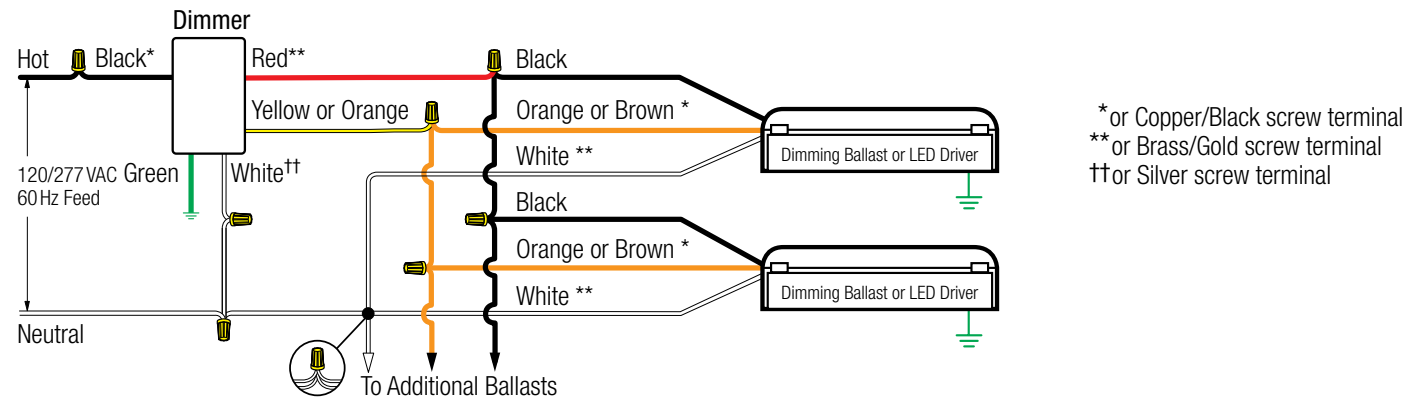 Dimmer
Hot
Black*
Red**
Black
Yellow or Orange
Orange or Brown *
White **
Dimming Ballast or LED Driver
120/277 VAC
60 Hz Feed
Green
White††
Black
Orange or Brown *
White **
Dimming Ballast or LED Driver
Neutral
To Additional Ballasts
*or Copper/Black screw terminal
**or Brass/Gold screw terminal
††or Silver screw terminal